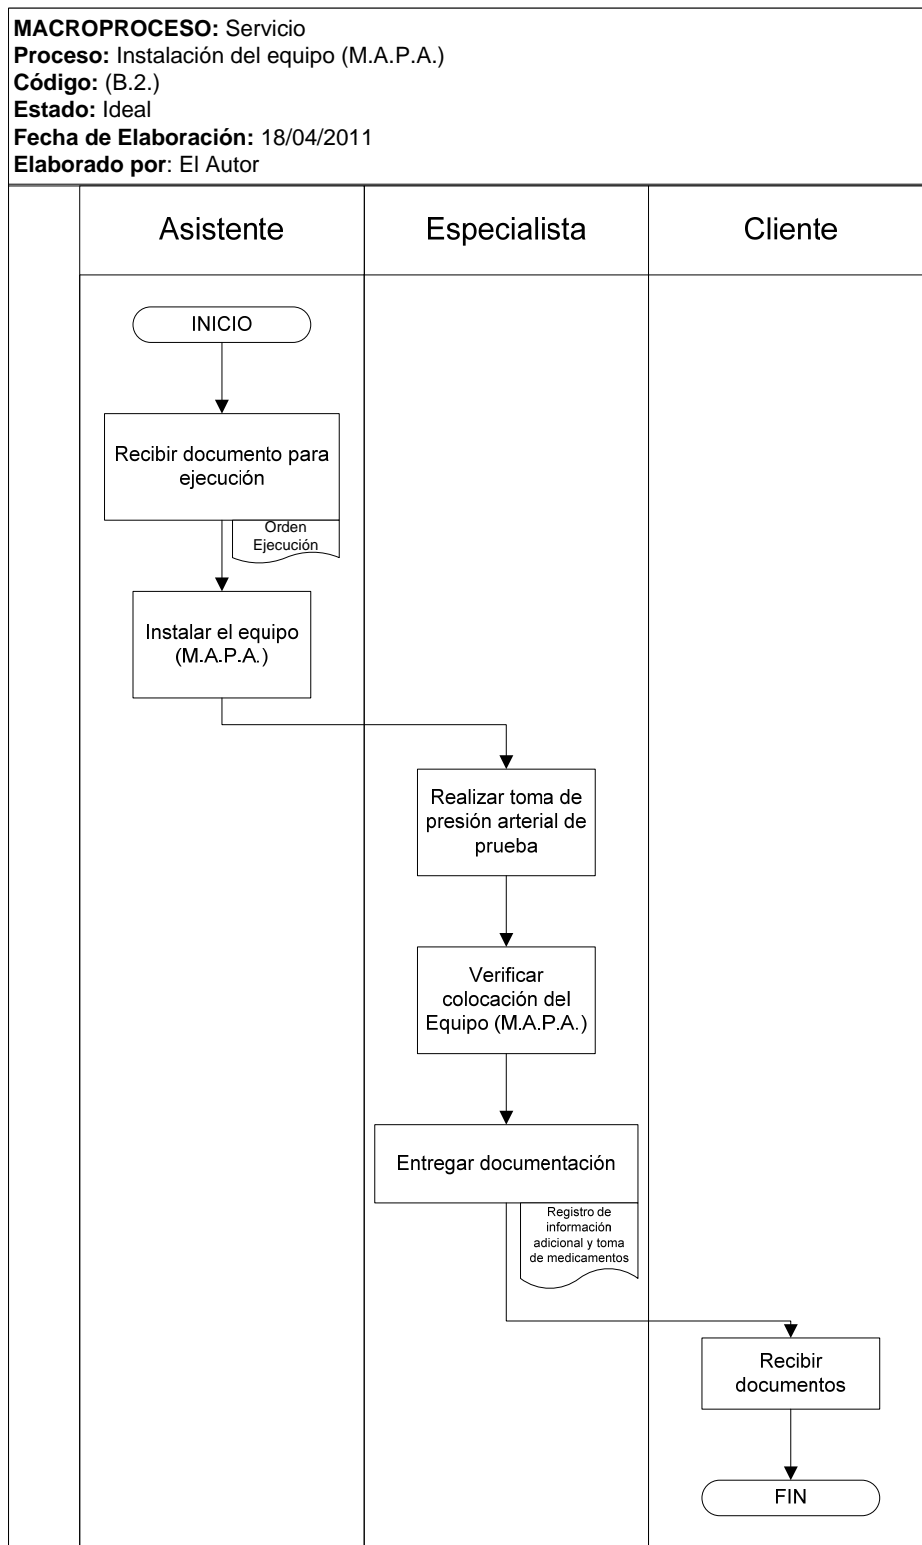 MACROPROCESO: Servicio
Proceso: Instalación del equipo (M.A.P.A.)
Código: (B.2.)
Estado: Ideal
Fecha de Elaboración: 18/04/2011
Elaborado por: El Autor
Asistente
Especialista
Cliente
INICIO
Recibir documento para
ejecución
Orden
Ejecución
Instalar el equipo
(M.A.P.A.)
Realizar toma de
presión arterial de
prueba
Verificar
colocación del
Equipo (M.A.P.A.)
Entregar documentación
Registro de
información
adicional y toma
de medicamentos
Recibir
documentos
FIN